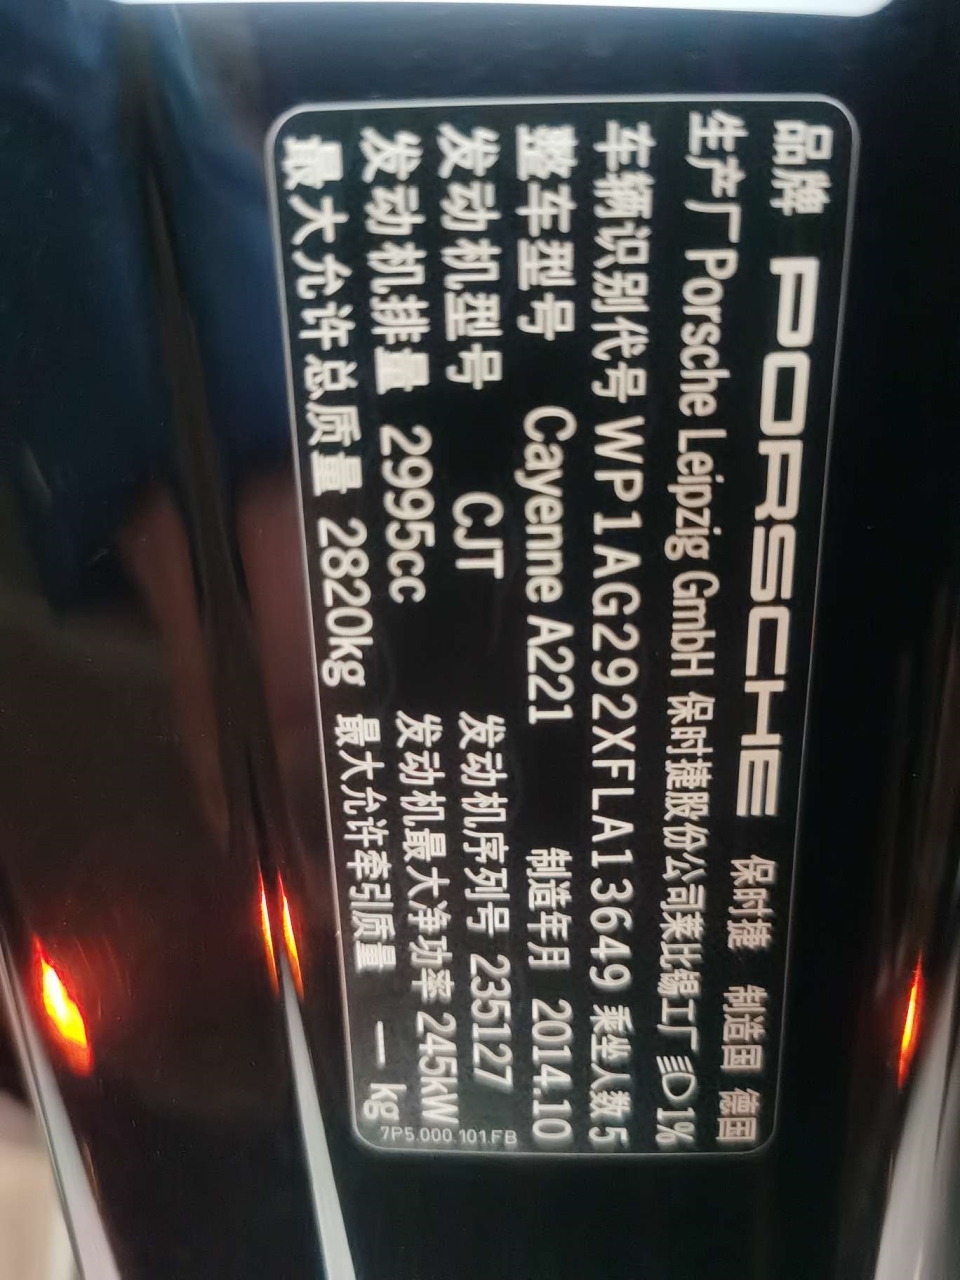 品牌 PORSCHE 保时捷 制造国 德国
生产厂 Porsche Leipzig GmbH 保时捷股份公司莱比锡工厂 1%
车辆识别代号 WP1AG292XFLA13649 乘坐人数 5
整车型号 Cayenne A221 制造年月 2014.10
发动机型号 CJT 发动机序列号 235127
发动机排量 2995cc 发动机最大净功率 245kW
最大允许总质量 2820kg 最大允许牵引质量 — kg
7P5.000.101.FB